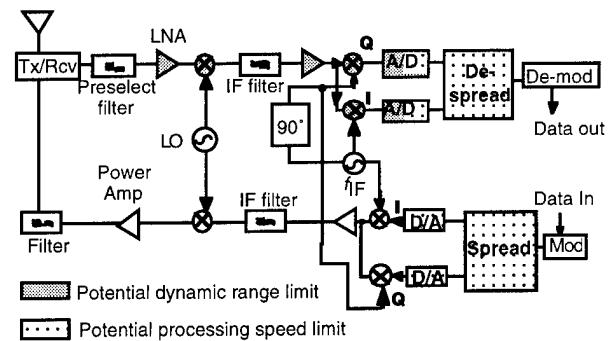 LNA
Q
Tx/Rcv
A/D
De-
spread
De-mod
Preselect
filter
IF filter
I
A/D
90°
Data out
LO
fIF
Power
Amp
IF filter
Data In
I
D/A
Spread
Mod
Filter
D/A
Q
Potential dynamic range limit
Potential processing speed limit